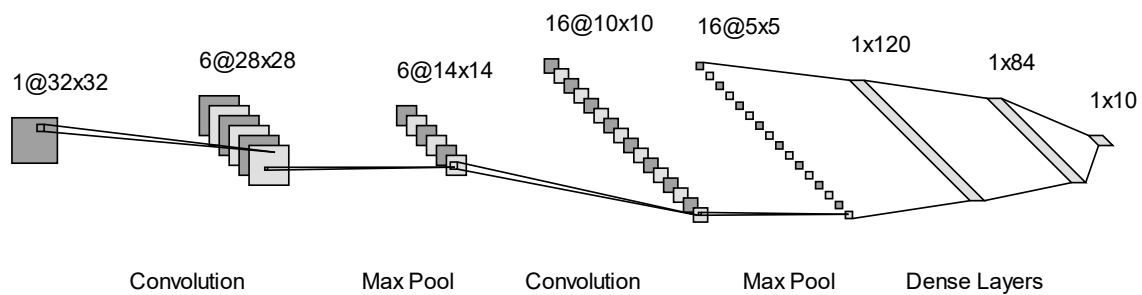 1@32x32
6@28x28
6@14x14
16@10x10
16@5x5
1x120
1x84
1x10
Convolution
Max Pool
Convolution
Max Pool
Dense Layers